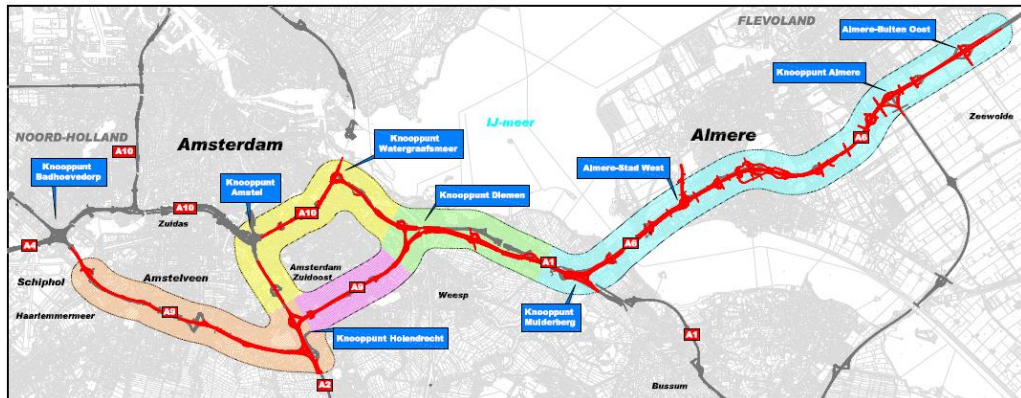 FLEVOLAND
Almere-Buiten Oost
Knooppunt Almere
Zeewolde
IJ-meer
Almere
A6
NOORD-HOLLAND
A10
Amsterdam
Knooppunt
Watergraafsmeer
Knooppunt
Badhoevedorp
Knooppunt
Amstel
Knooppunt Diemen
Almere-Stad West
A10
A10
Zuidas
A4
A6
A1
Schiphol
Amstelveen
Amsterdam
Zuidoost
A9
Weesp
Haarlemmermeer
A9
Knooppunt
Muiderberg
Knooppunt Holendrecht
A1
A2
Bussum